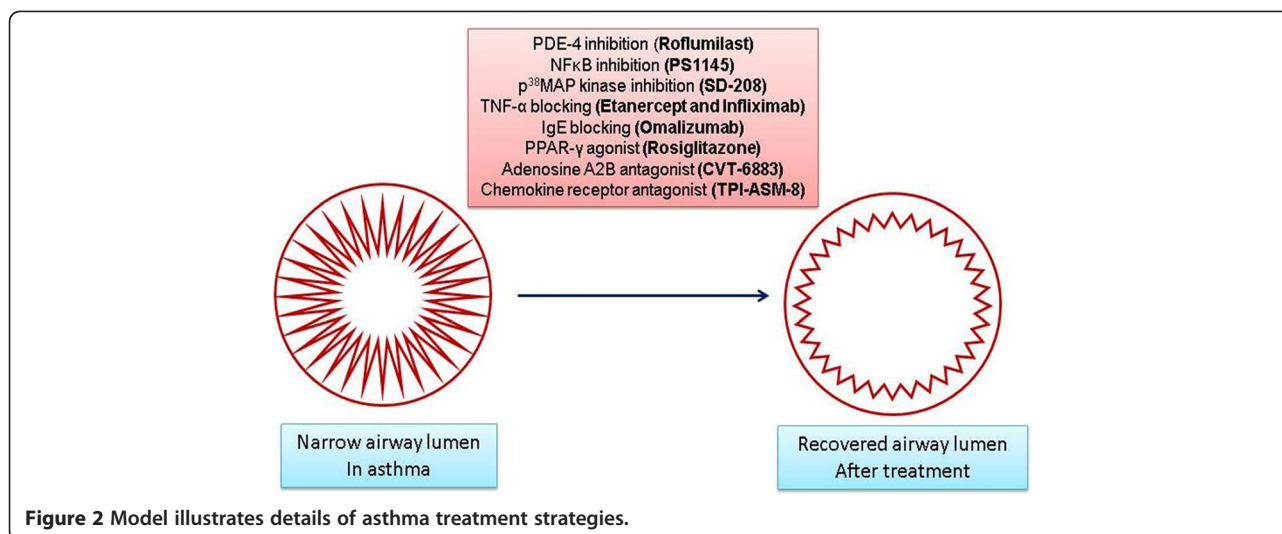 PDE-4 inhibition (Roflumilast)
NFκB inhibition (PS1145)
p³⁸MAP kinase inhibition (SD-208)
TNF-α blocking (Etanercept and Infliximab)
IgE blocking (Omalizumab)
PPAR-γ agonist (Rosiglitazone)
Adenosine A2B antagonist (CVT-6883)
Chemokine receptor antagonist (TPI-ASM-8)
Narrow airway lumen
In asthma
Recovered airway lumen
After treatment
Figure 2 Model illustrates details of asthma treatment strategies.